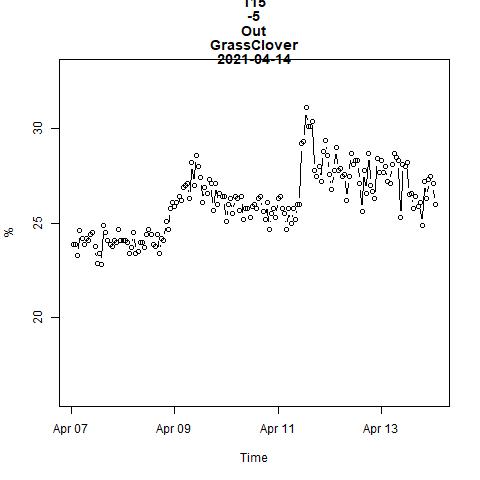 T15
-5
Out
GrassClover
2021-04-14
%
30
25
20
Apr 07
Apr 09
Apr 11
Apr 13
Time